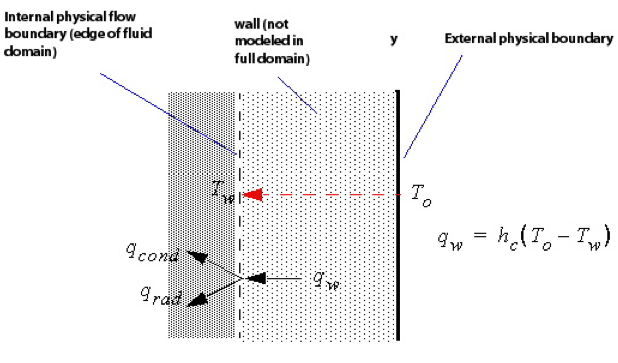 Internal physical flow
boundary (edge of fluid
domain)
wall (not
modeled in
full domain)
y
External physical boundary
T_w
T_o
q_w = h_c(T_o − T_w)
q_cond
q_w
q_rad